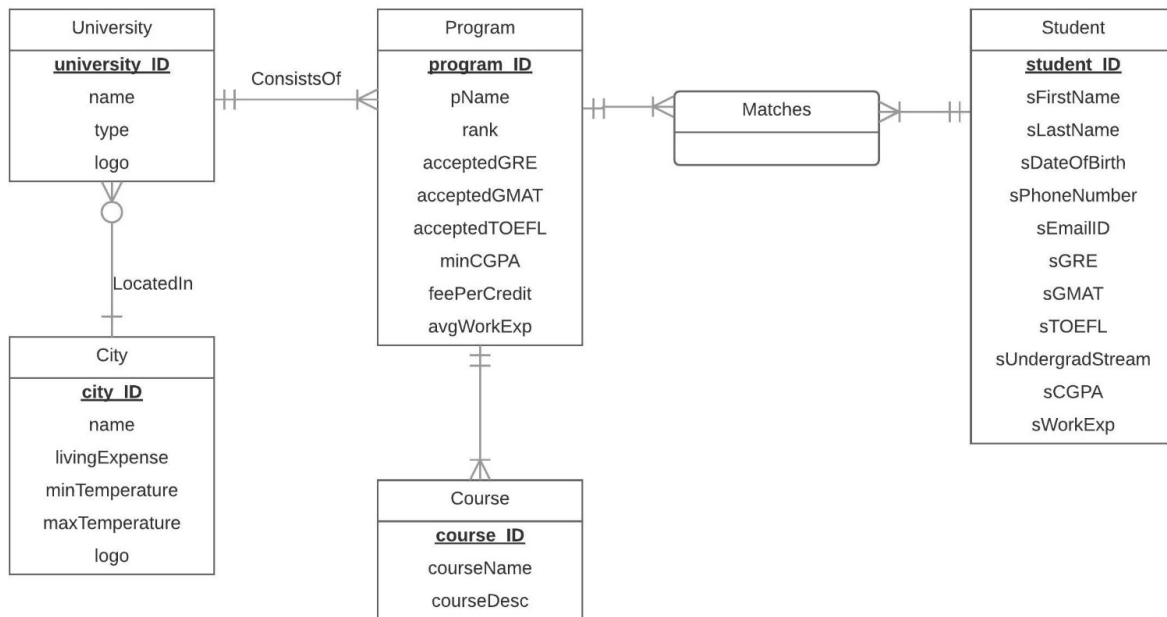 University
university_ID
name
type
logo
ConsistsOf
Program
program_ID
pName
rank
acceptedGRE
acceptedGMAT
acceptedTOEFL
minCGPA
feePerCredit
avgWorkExp
Matches
Student
student_ID
sFirstName
sLastName
sDateOfBirth
sPhoneNumber
sEmailID
sGRE
sGMAT
sTOEFL
sUndergradStream
sCGPA
sWorkExp
LocatedIn
City
city_ID
name
livingExpense
minTemperature
maxTemperature
logo
Course
course_ID
courseName
courseDesc